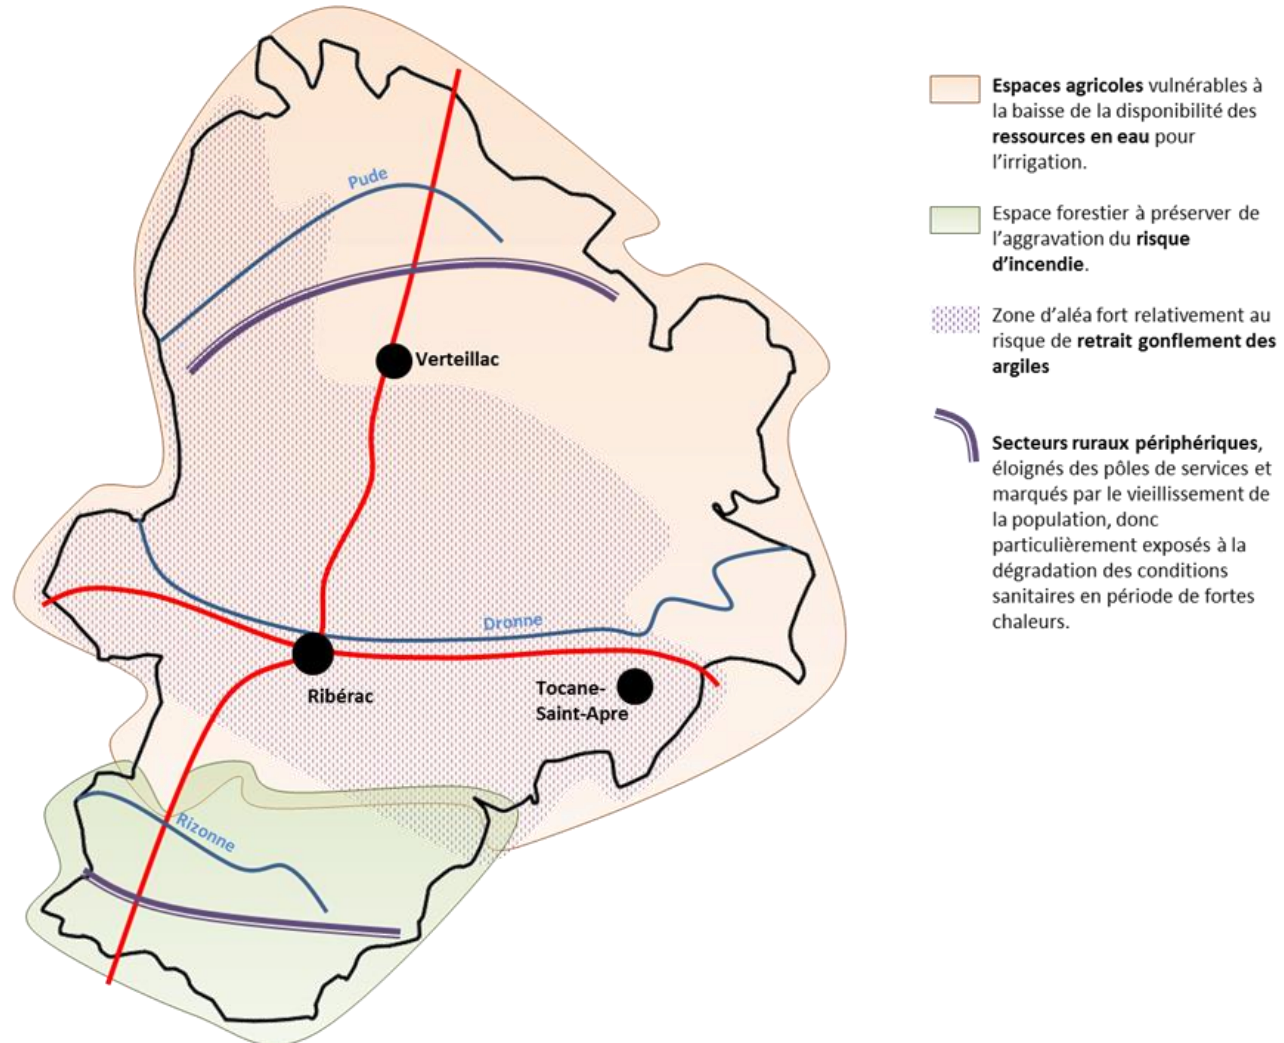 Pude
Verteillac
Dronne
Ribérac
Tocane-
Saint-Apre
Rizonne
Espaces agricoles vulnérables à
la baisse de la disponibilité des
ressources en eau pour
l’irrigation.
Espace forestier à préserver de
l’aggravation du risque
d’incendie.
Zone d’aléa fort relativement au
risque de retrait gonflement des
argiles
Secteurs ruraux périphériques,
éloignés des pôles de services et
marqués par le vieillissement de
la population, donc
particulièrement exposés à la
dégradation des conditions
sanitaires en période de fortes
chaleurs.